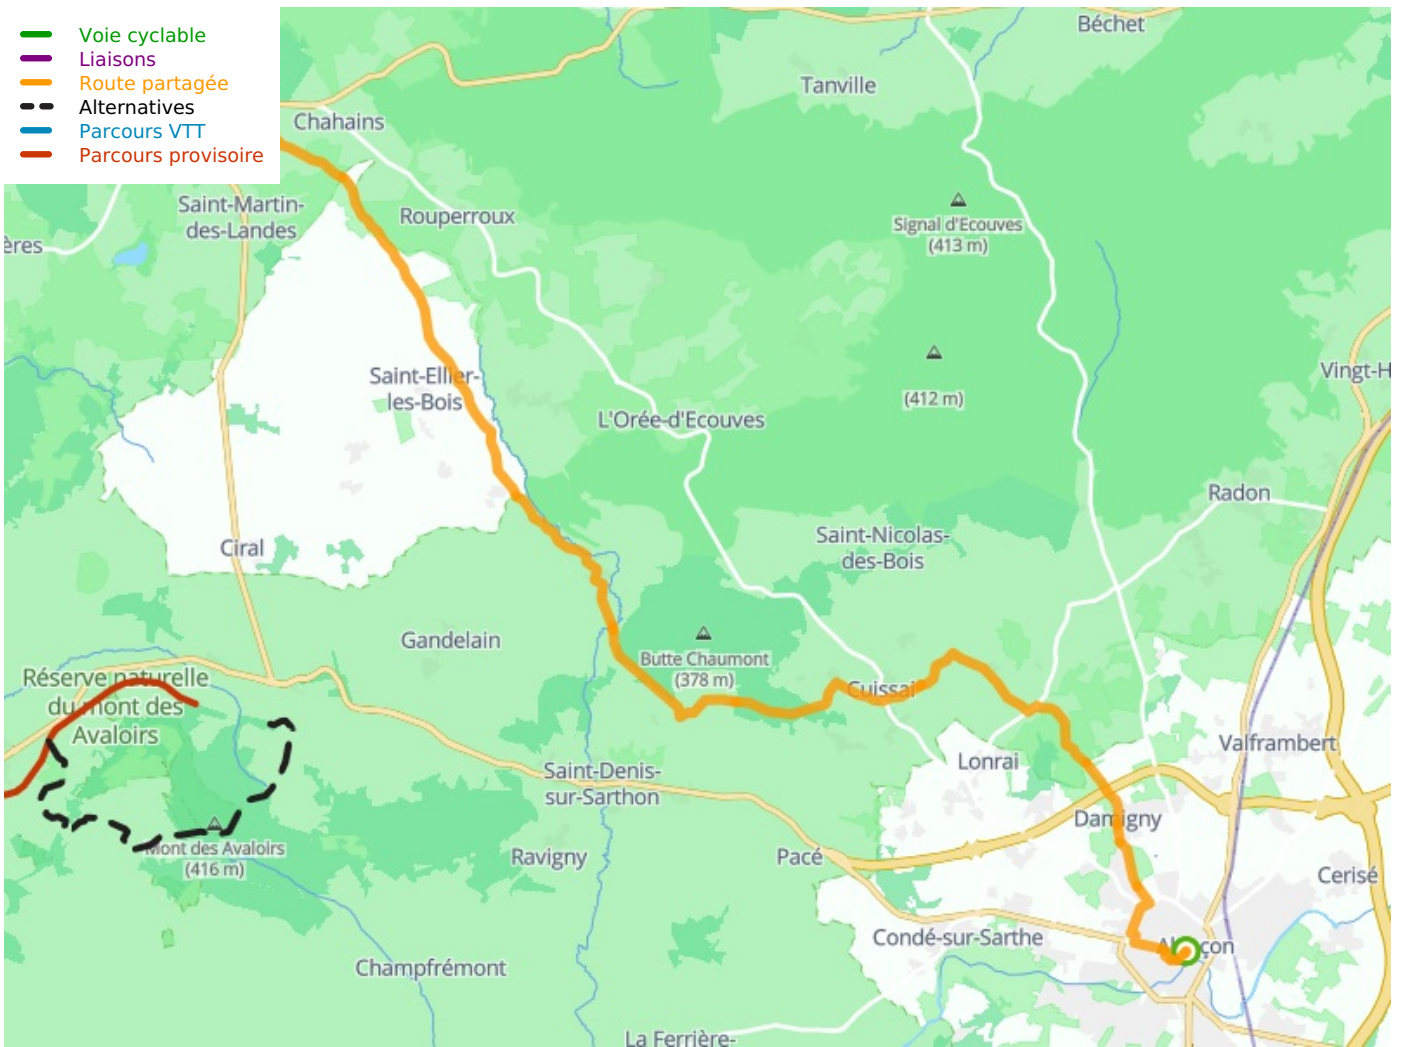 Voie cyclable
Liaisons
Route partagée
Alternatives
Parcours VTT
Parcours provisoire
Béchet
Tanville
Chahains
Saint-Martin-
des-Landes
Rouperroux
Signal d'Ecouves
(413 m)
ères
(412 m)
Vingt-H
Saint-Ellier-
les-Bois
L'Orée-d'Ecouves
Radon
Saint-Nicolas-
des-Bois
Ciral
Gandelain
Butte Chaumont
(378 m)
Réserve naturelle
du mont des
Avaloirs
Cuissai
Valframbert
Lonrai
Saint-Denis-
sur-Sarthon
Damigny
Mont des Avaloirs
(416 m)
Ravigny
Pacé
Cerisé
Condé-sur-Sarthe
Al çon
Champfrémont
La Ferrière-